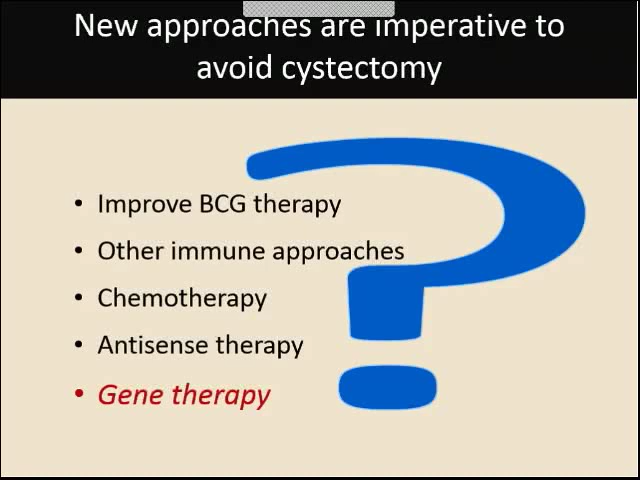 New approaches are imperative to
avoid cystectomy
• Improve BCG therapy
• Other immune approaches
• Chemotherapy
• Antisense therapy
• Gene therapy
?